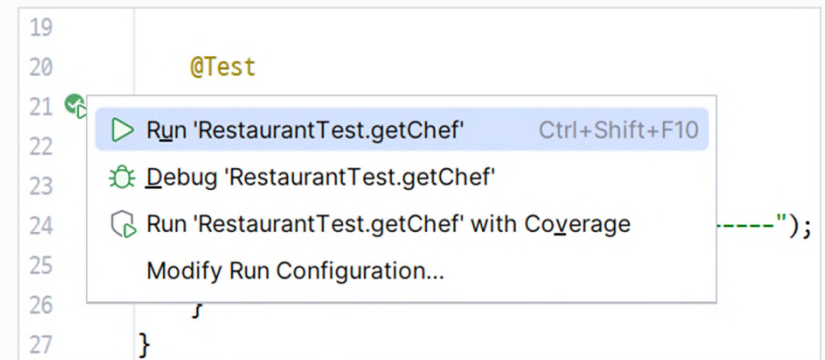 19
20 @Test
21
Run 'RestaurantTest.getChef' Ctrl+Shift+F10
22
Debug 'RestaurantTest.getChef'
23
Run 'RestaurantTest.getChef' with Coverage
24 -----");
25
Modify Run Configuration...
26 }
27 }